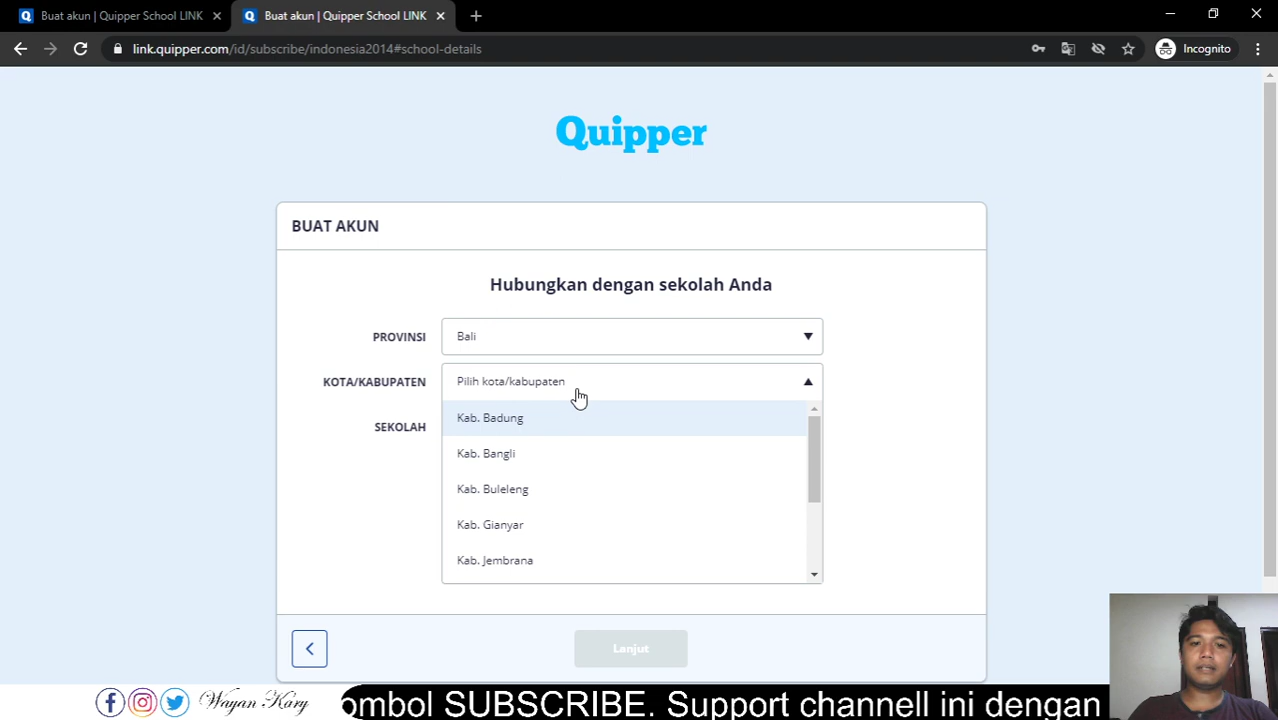 Buat akun | Quipper School LINK
Buat akun | Quipper School LINK
link.quipper.com/id/subscribe/indonesia2014#school-details
Incognito
Quipper
BUAT AKUN
Hubungkan dengan sekolah Anda
PROVINSI
Bali
KOTA/KABUPATEN
Pilih kota/kabupaten
SEKOLAH
Kab. Badung
Kab. Bangli
Kab. Buleleng
Kab. Gianyar
Kab. Jembrana
Lanjut
Wayan Kary
ombol SUBSCRIBE. Support channell ini dengan